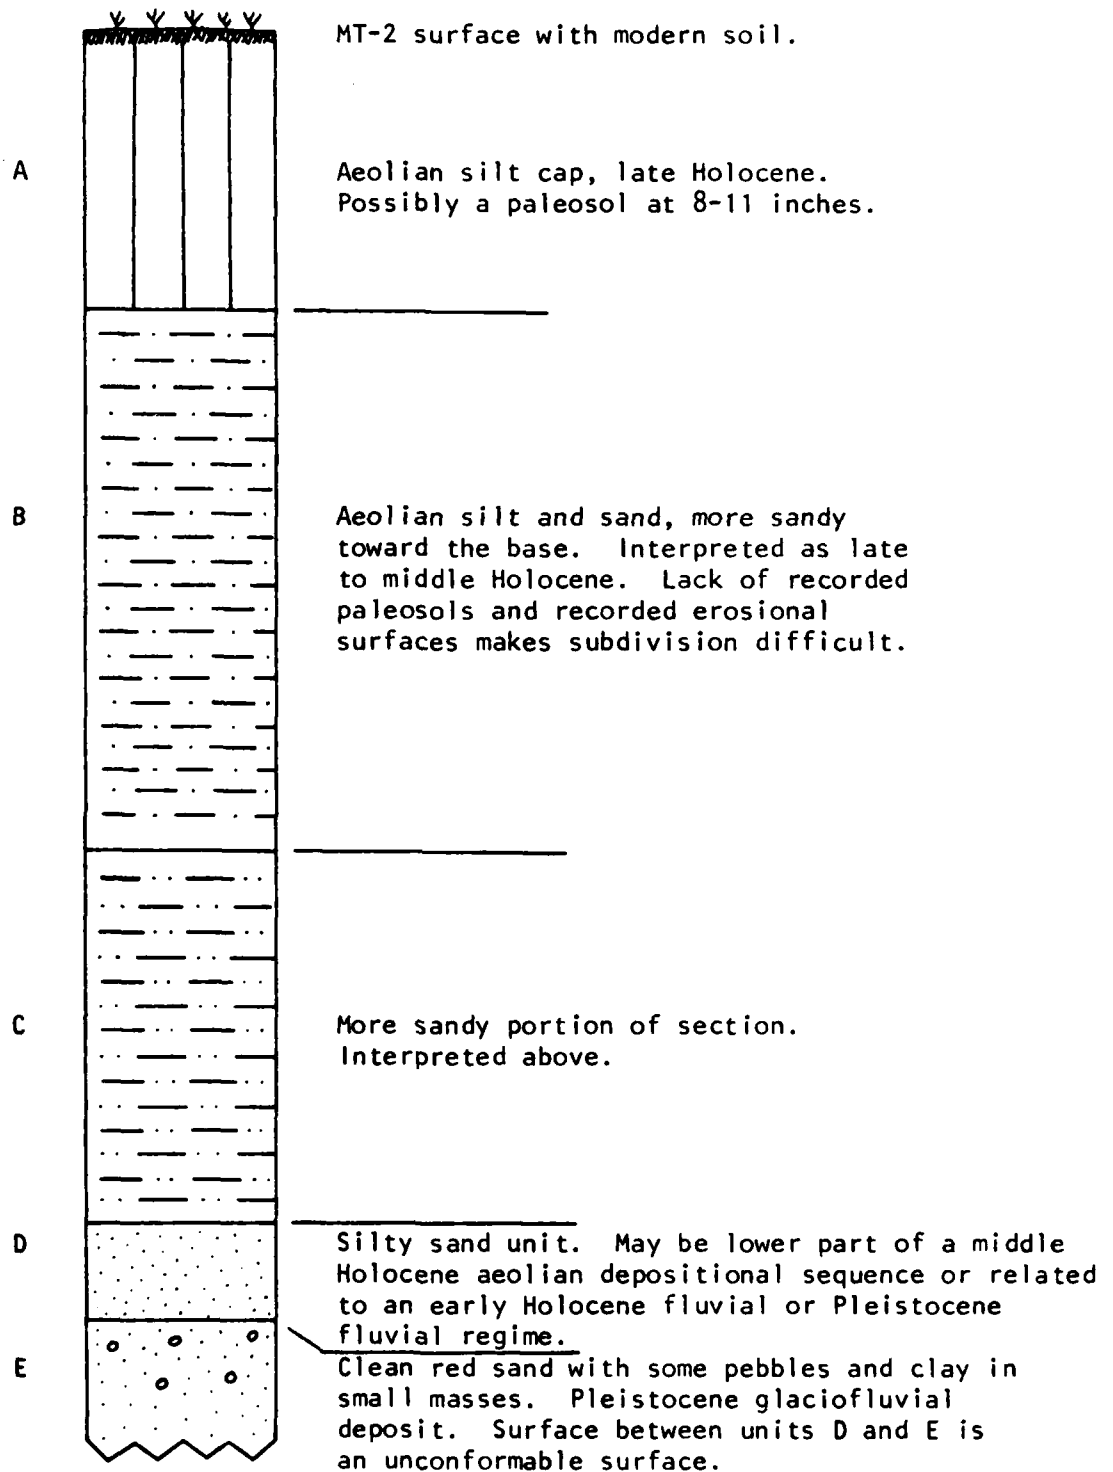 MT-2 surface with modern soil.
A
Aeolian silt cap, late Holocene.
Possibly a paleosol at 8-11 inches.
B
Aeolian silt and sand, more sandy
toward the base. Interpreted as late
to middle Holocene. Lack of recorded
paleosols and recorded erosional
surfaces makes subdivision difficult.
C
More sandy portion of section.
Interpreted above.
D
Silty sand unit. May be lower part of a middle
Holocene aeolian depositional sequence or related
to an early Holocene fluvial or Pleistocene
fluvial regime.
E
Clean red sand with some pebbles and clay in
small masses. Pleistocene glaciofluvial
deposit. Surface between units D and E is
an unconformable surface.